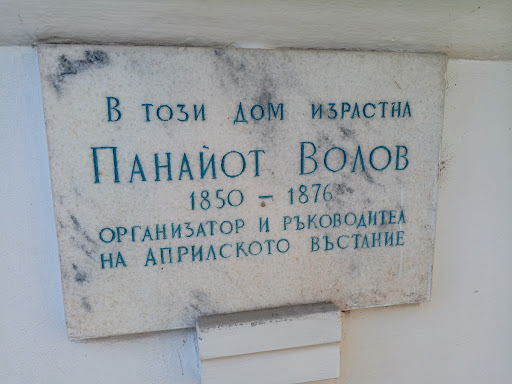 В този дом израстна
Панайот Волов
1850 – 1876
организатор и ръководител
на Априлското въстание